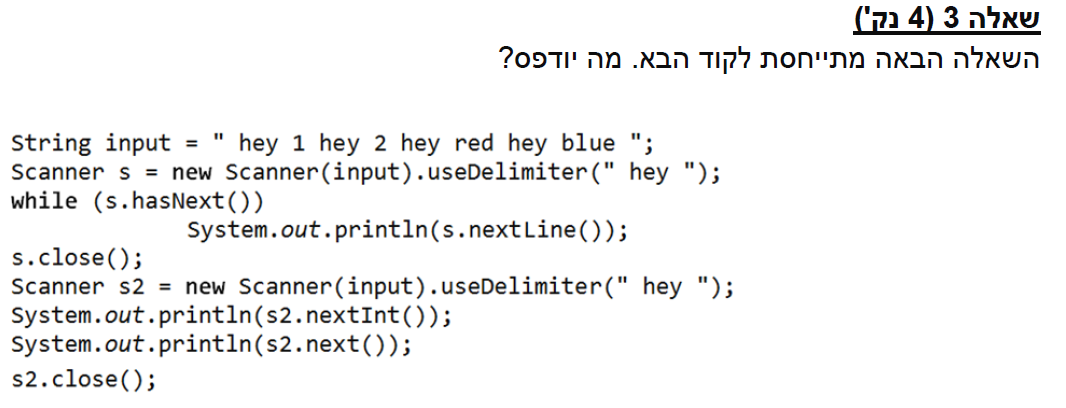 שאלה 3 (4 נק')
השאלה הבאה מתייחסת לקוד הבא. מה יודפס?
String input = " hey 1 hey 2 hey red hey blue ";
Scanner s = new Scanner(input).useDelimiter(" hey ");
while (s.hasNext())
System.out.println(s.nextLine());
s.close();
Scanner s2 = new Scanner(input).useDelimiter(" hey ");
System.out.println(s2.nextInt());
System.out.println(s2.next());
s2.close();